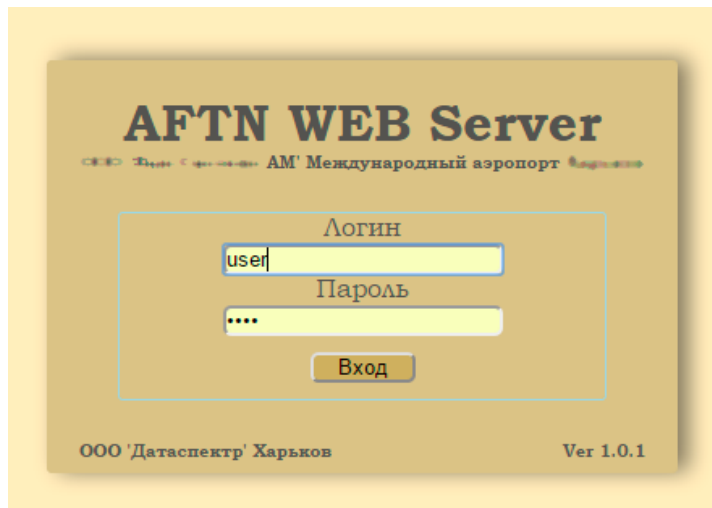 AFTN WEB Server
АМ' Международный аэропорт
Логин
user
Пароль
••••
Вход
ООО 'Датаспектр' Харьков
Ver 1.0.1